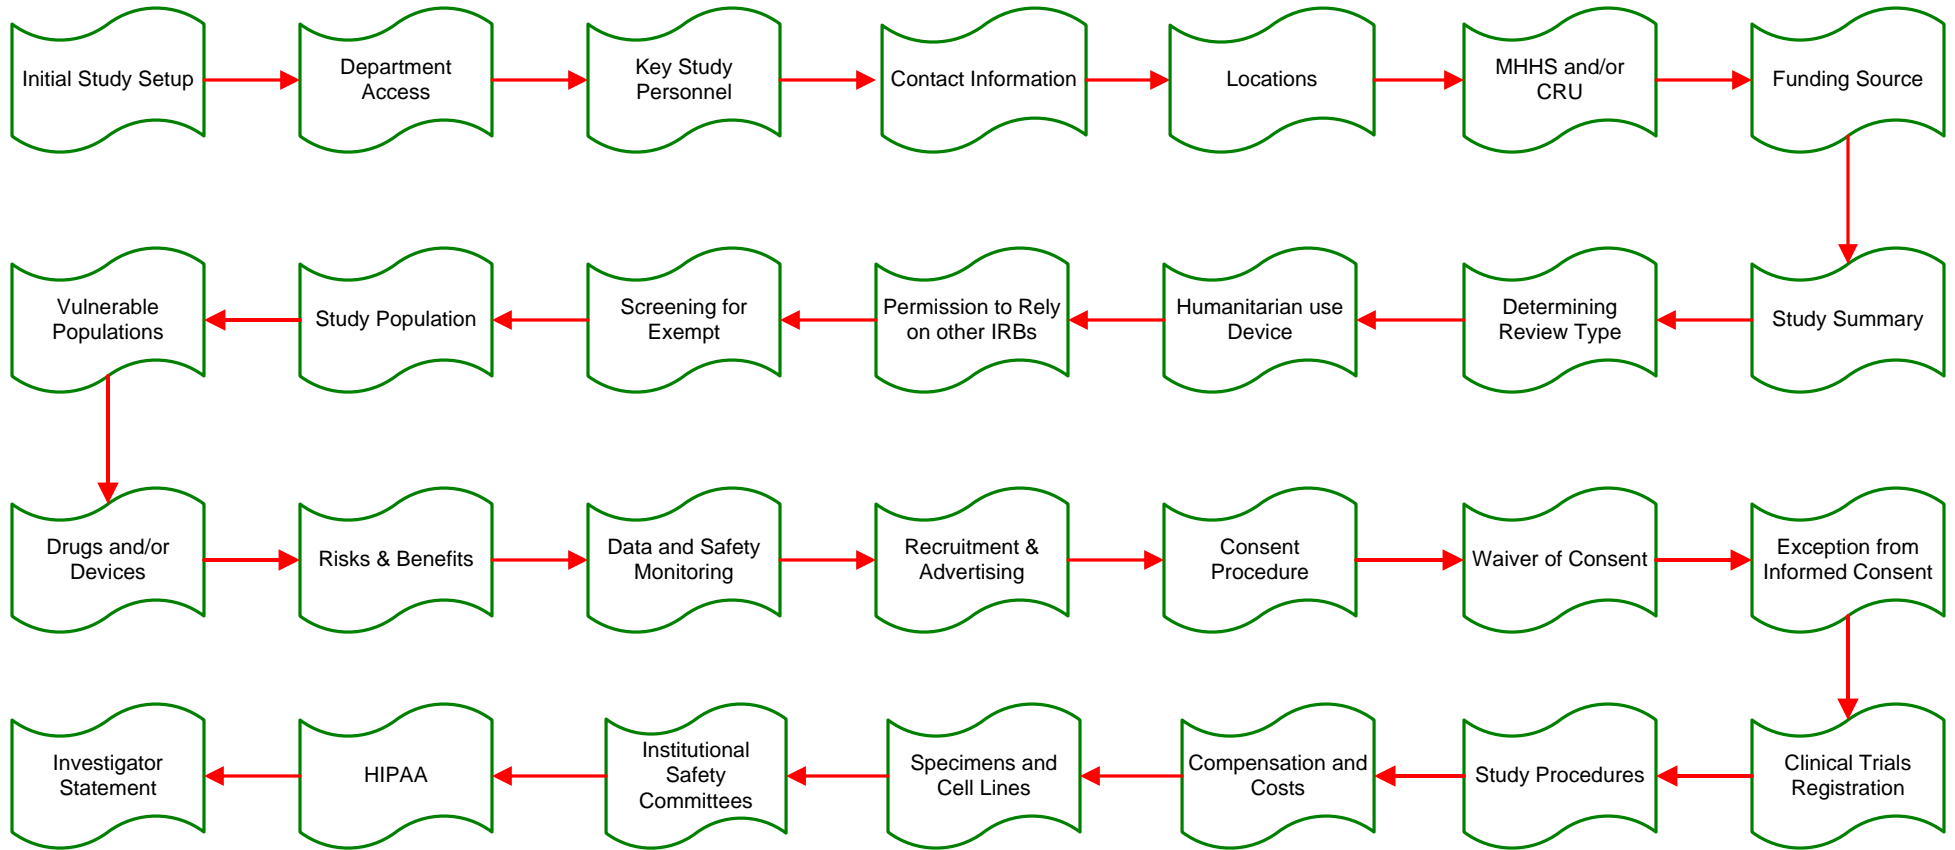 Initial Study Setup
Department
Access
Key Study
Personnel
Contact Information
Locations
MHHS and/or
CRU
Funding Source
Study Summary
Determining
Review Type
Humanitarian use
Device
Permission to Rely
on other IRBs
Screening for
Exempt
Study Population
Vulnerable
Populations
Drugs and/or
Devices
Risks & Benefits
Data and Safety
Monitoring
Recruitment &
Advertising
Consent
Procedure
Waiver of Consent
Exception from
Informed Consent
Clinical Trials
Registration
Study Procedures
Compensation and
Costs
Specimens and
Cell Lines
Institutional
Safety
Committees
HIPAA
Investigator
Statement